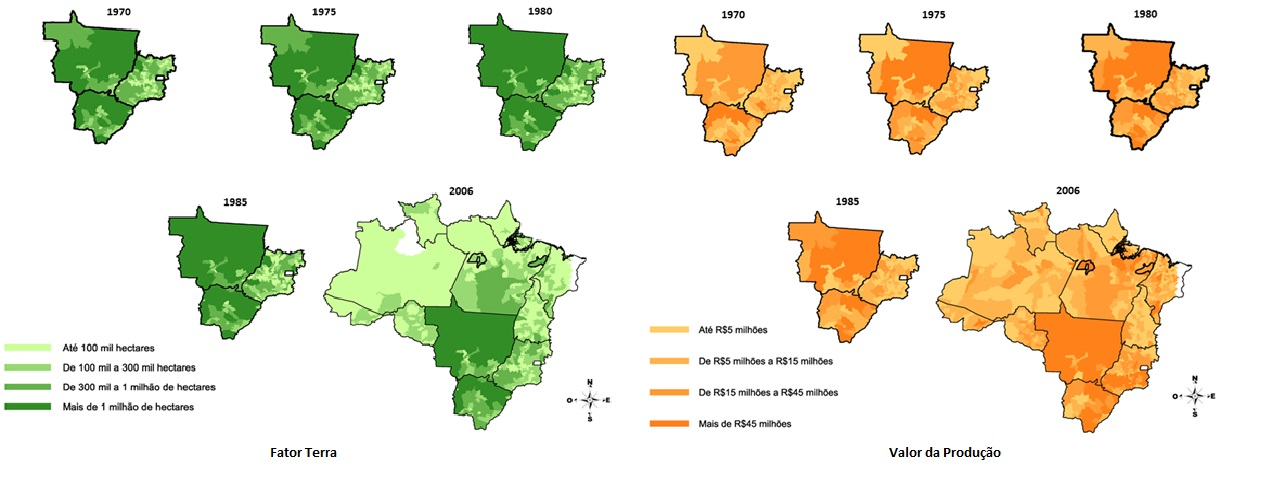 1970
1975
1980
1970
1975
1980
1985
2006
1985
2006
Até 100 mil hectares
De 100 mil a 300 mil hectares
De 300 mil a 1 milhão de hectares
Mais de 1 milhão de hectares
N
O E
S
Até R$5 milhões
De R$5 milhões a R$15 milhões
De R$15 milhões a R$45 milhões
Mais de R$45 milhões
N
O E
S
Fator Terra
Valor da Produção